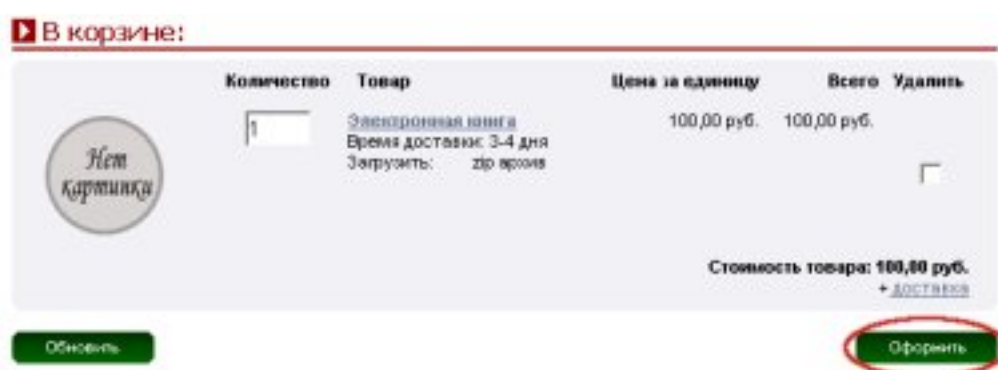 В корзине:
Количество Товар Цена за единицу Всего Удалить
Нет
картинки
1 Электронная книга 100,00 руб. 100,00 руб.
Время доставки: 3-4 дня
Загрузить: zip архив
Стоимость товара: 100,00 руб.
+ доставка
Обновить Оформить